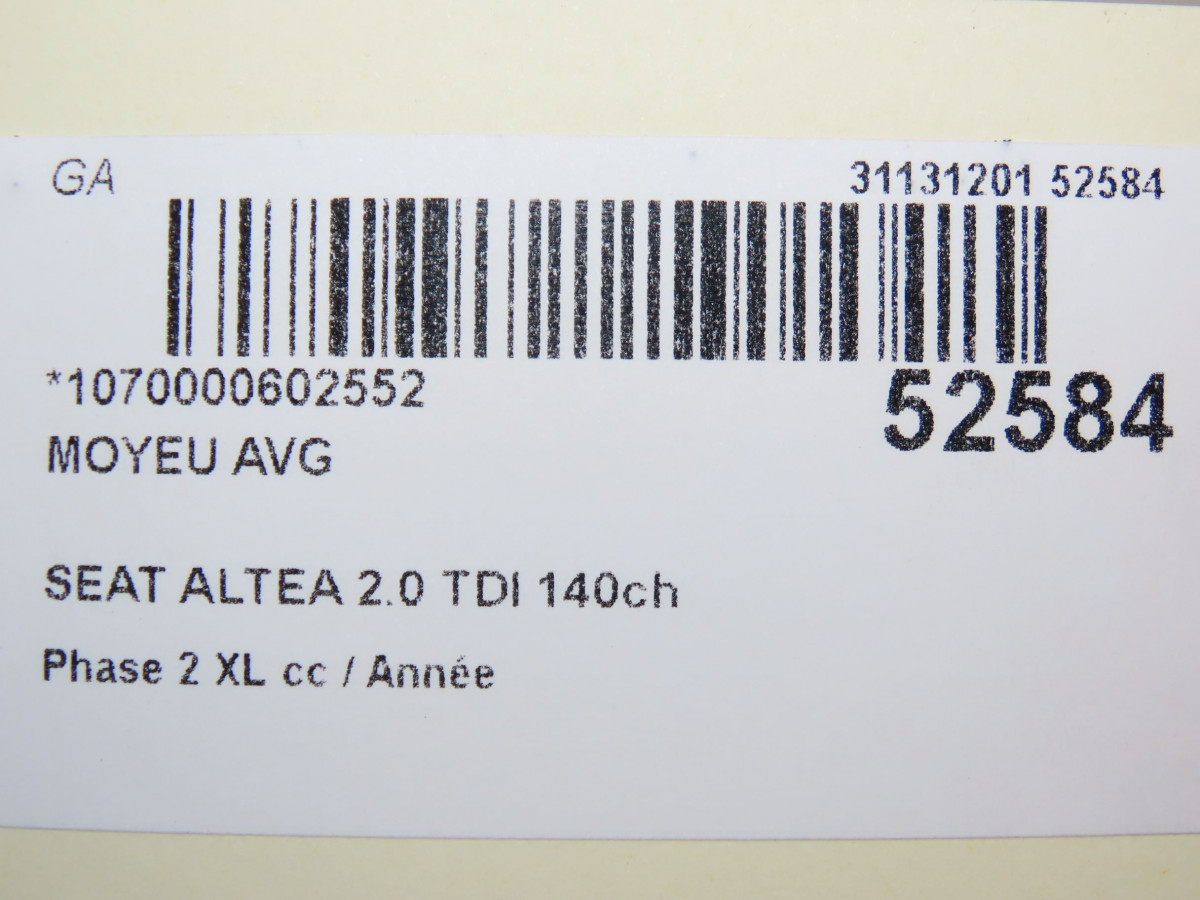 GA 31131201 52584
*1070000602552 52584
MOYEU AVG
SEAT ALTEA 2.0 TDI 140ch
Phase 2 XL cc / Année